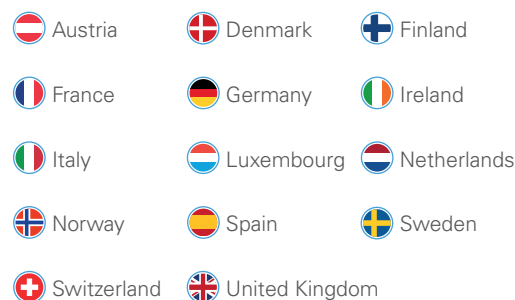 Austria Denmark Finland
France Germany Ireland
Italy Luxembourg Netherlands
Norway Spain Sweden
Switzerland United Kingdom